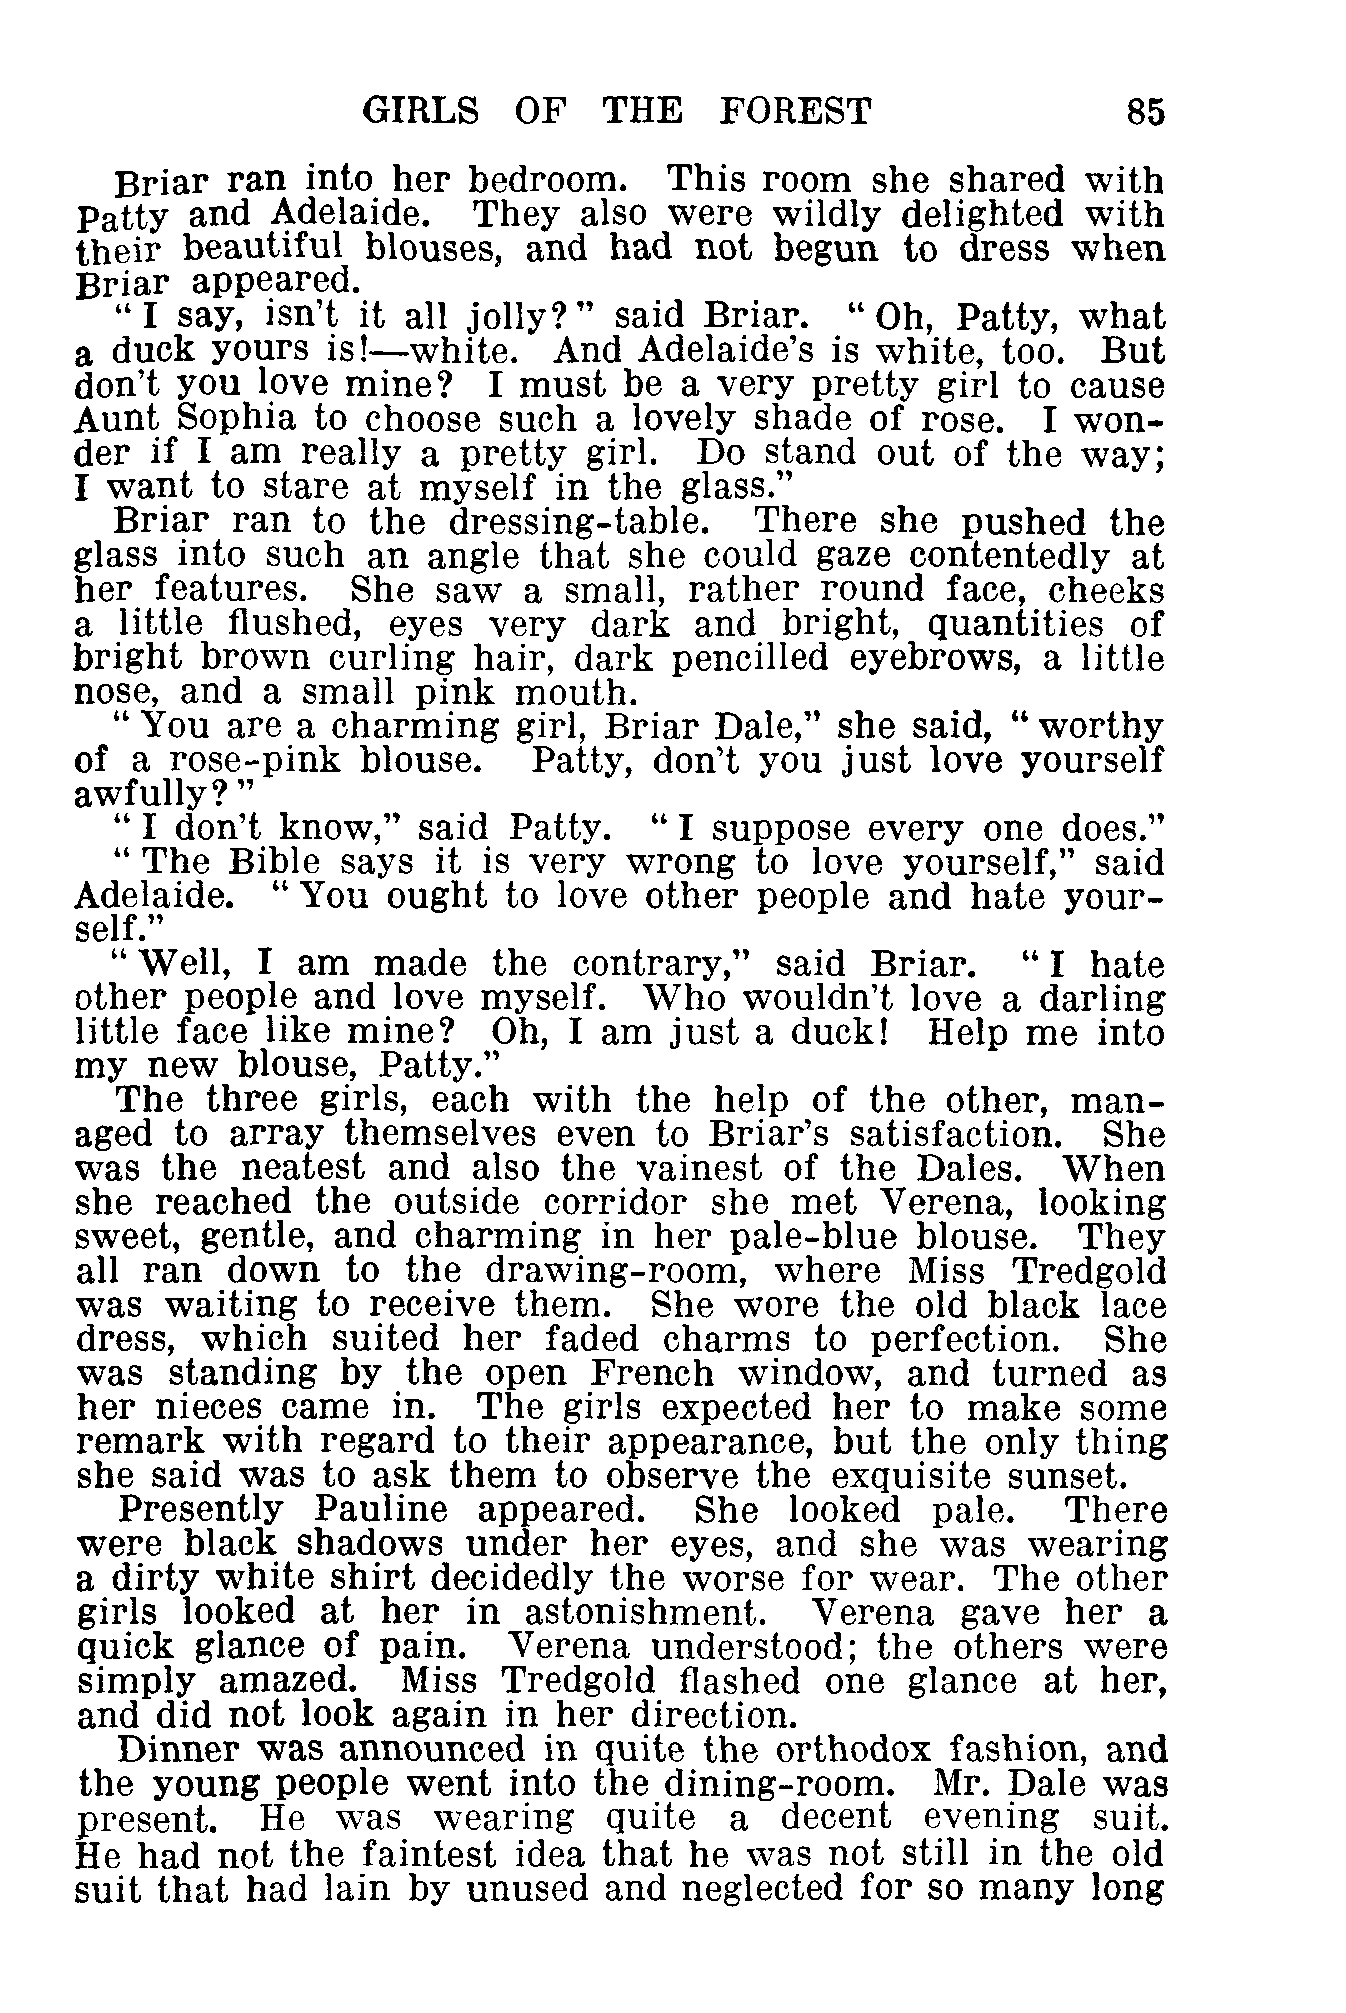 GIRLS OF THE FOREST 85
Briar ran into her bedroom. This room she shared with
Patty and Adelaide. They also were wildly delighted with
their beautiful blouses, and had not begun to dress when
Briar appeared.
“I say, isn't it all jolly?” said Briar. “Oh, Patty, what
a duck yours is!—white. And Adelaide's is white, too. But
don't you love mine? I must be a very pretty girl to cause
Aunt Sophia to choose such a lovely shade of rose. I won-
der if I am really a pretty girl. Do stand out of the way;
I want to stare at myself in the glass.”
Briar ran to the dressing-table. There she pushed the
glass into such an angle that she could gaze contentedly at
her features. She saw a small, rather round face, cheeks
a little flushed, eyes very dark and bright, quantities of
bright brown curling hair, dark pencilled eyebrows, a little
nose, and a small pink mouth.
“You are a charming girl, Briar Dale,” she said, “worthy
of a rose-pink blouse. Patty, don't you just love yourself
awfully?”
“I don't know,” said Patty. “I suppose every one does.”
“The Bible says it is very wrong to love yourself,” said
Adelaide. “You ought to love other people and hate your-
self.”
“Well, I am made the contrary,” said Briar. “I hate
other people and love myself. Who wouldn't love a darling
little face like mine? Oh, I am just a duck! Help me into
my new blouse, Patty.”
The three girls, each with the help of the other, man-
aged to array themselves even to Briar's satisfaction. She
was the neatest and also the vainest of the Dales. When
she reached the outside corridor she met Verena, looking
sweet, gentle, and charming in her pale-blue blouse. They
all ran down to the drawing-room, where Miss Tredgold
was waiting to receive them. She wore the old black lace
dress, which suited her faded charms to perfection. She
was standing by the open French window, and turned as
her nieces came in. The girls expected her to make some
remark with regard to their appearance, but the only thing
she said was to ask them to observe the exquisite sunset.
Presently Pauline appeared. She looked pale. There
were black shadows under her eyes, and she was wearing
a dirty white shirt decidedly the worse for wear. The other
girls looked at her in astonishment. Verena gave her a
quick glance of pain. Verena understood; the others were
simply amazed. Miss Tredgold flashed one glance at her,
and did not look again in her direction.
Dinner was announced in quite the orthodox fashion, and
the young people went into the dining-room. Mr. Dale was
present. He was wearing quite a decent evening suit.
He had not the faintest idea that he was not still in the old
suit that had lain by unused and neglected for so many long